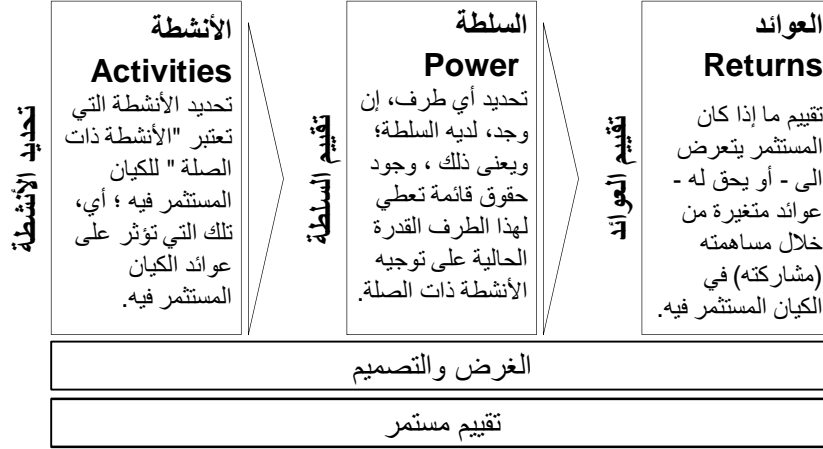 تحديد الأنشطة
الأنشطة
Activities
تحديد الأنشطة التي
تعتبر "الأنشطة ذات
الصلة " للكيان
المستثمر فيه ؛ أي،
تلك التي تؤثر على
عوائد الكيان
المستثمر فيه.
تقييم السلطة
السلطة
Power
تحديد أي طرف، إن
وجد، لديه السلطة؛
ويعنى ذلك ، وجود
حقوق قائمة تعطي
لهذا الطرف القدرة
الحالية على توجيه
الأنشطة ذات الصلة.
تقييم العوائد
العوائد
Returns
تقييم ما إذا كان
المستثمر يتعرض
الى - أو يحق له -
عوائد متغيرة من
خلال مساهمته
(مشاركته) في
الكيان المستثمر فيه.
الغرض والتصميم
تقييم مستمر